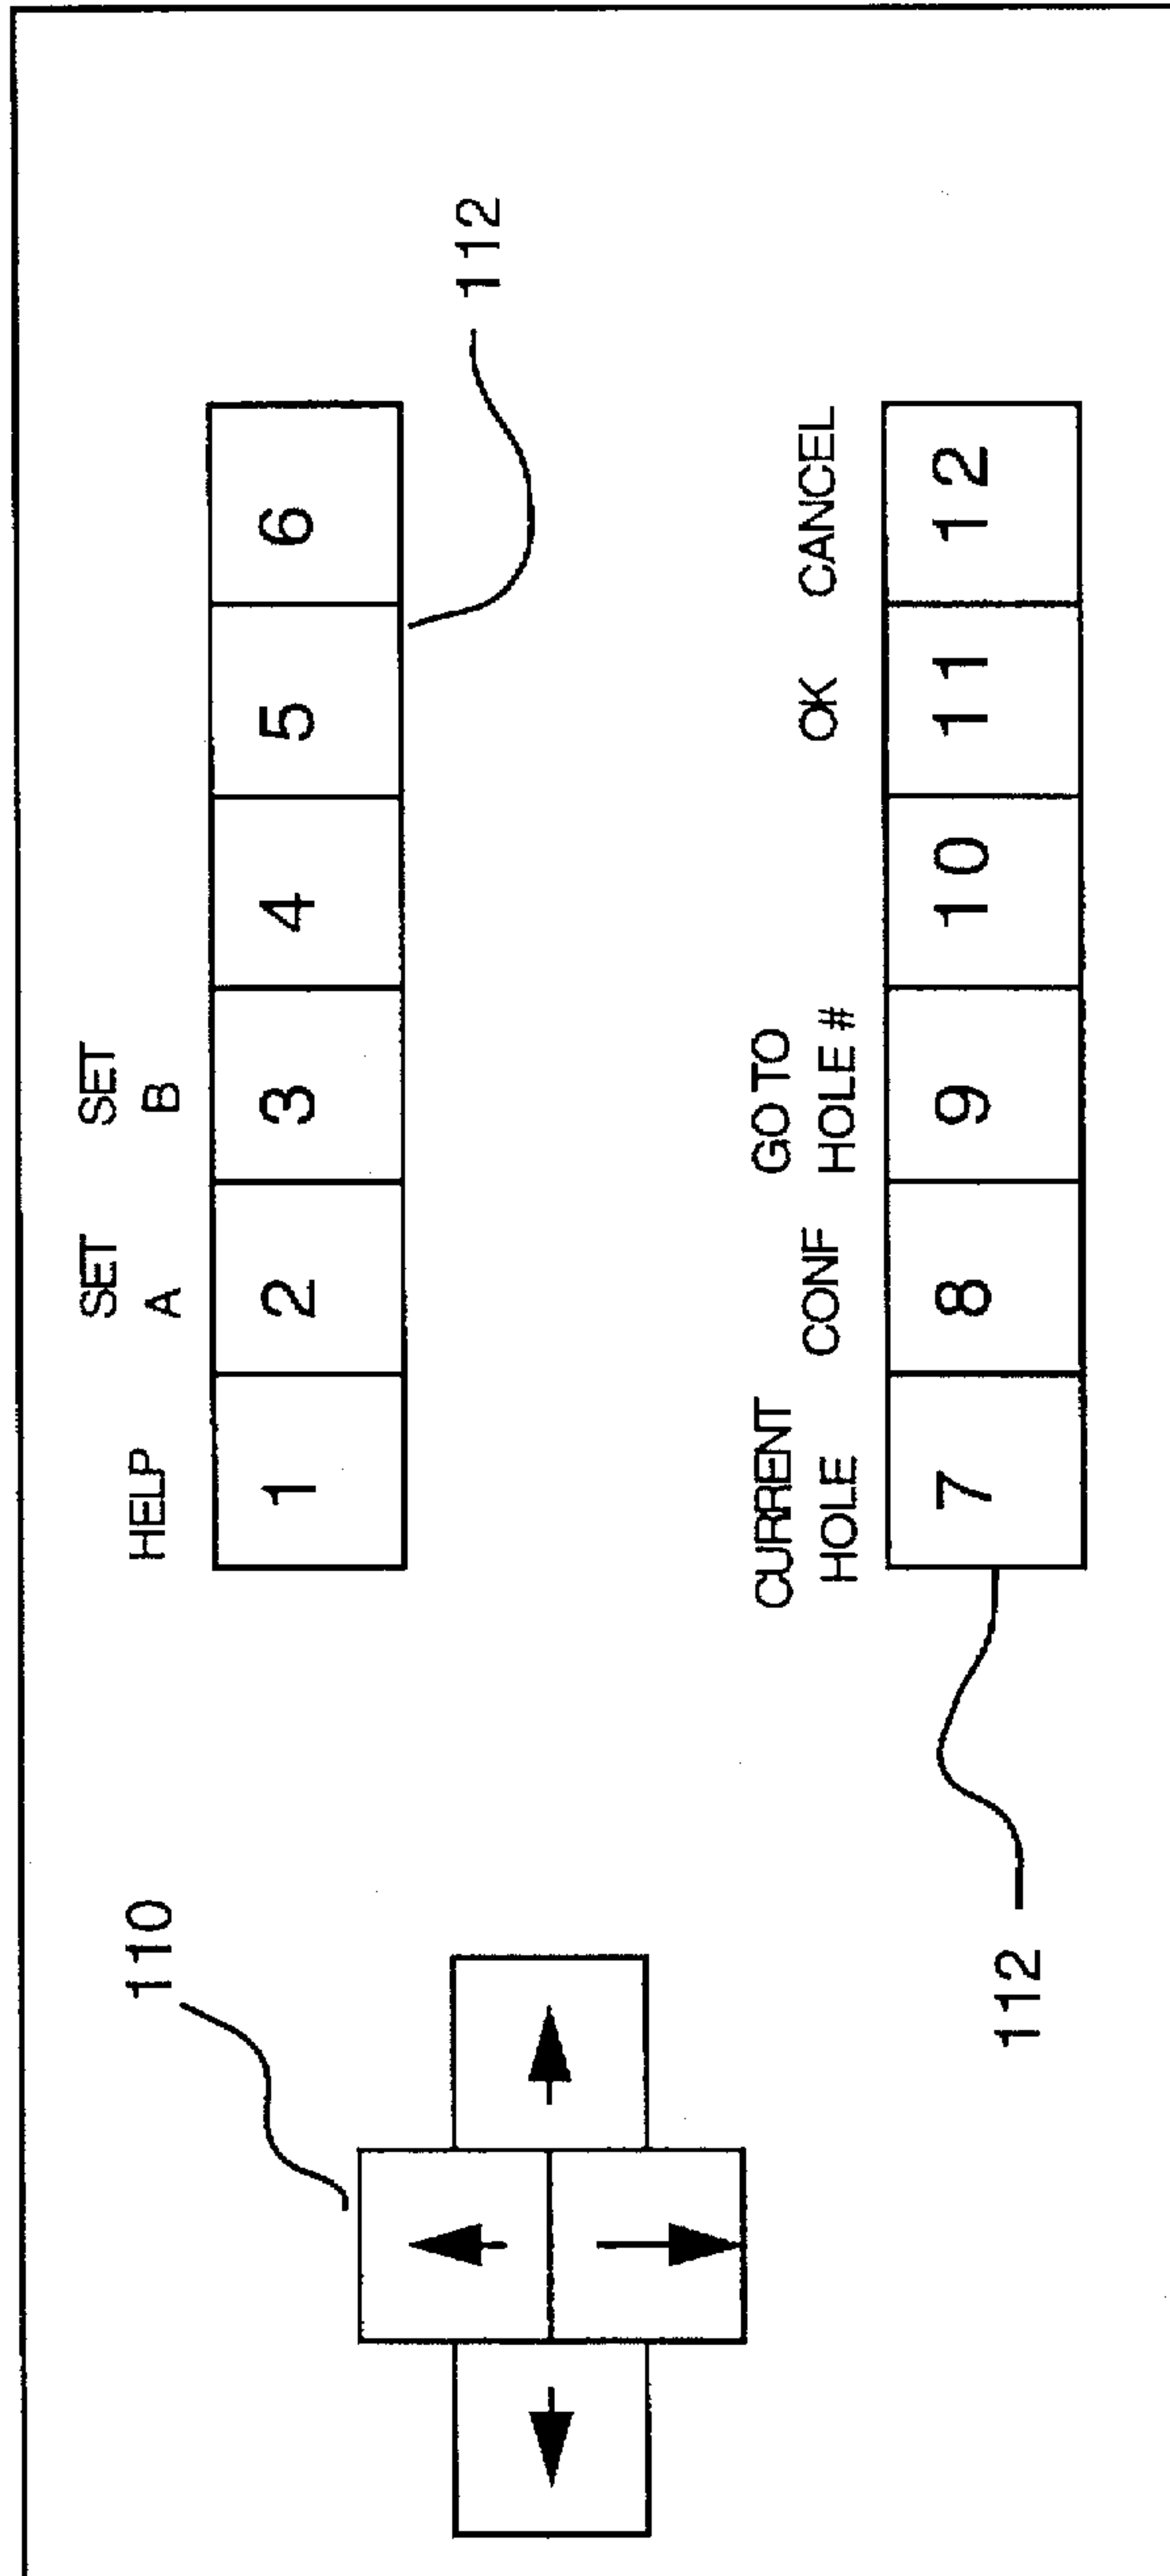 110
HELP
SET
A
SET
B
1 2 3 4 5 6
112
CURRENT
HOLE
CONF
GO TO
HOLE #
OK
CANCEL
7 8 9 10 11 12
112